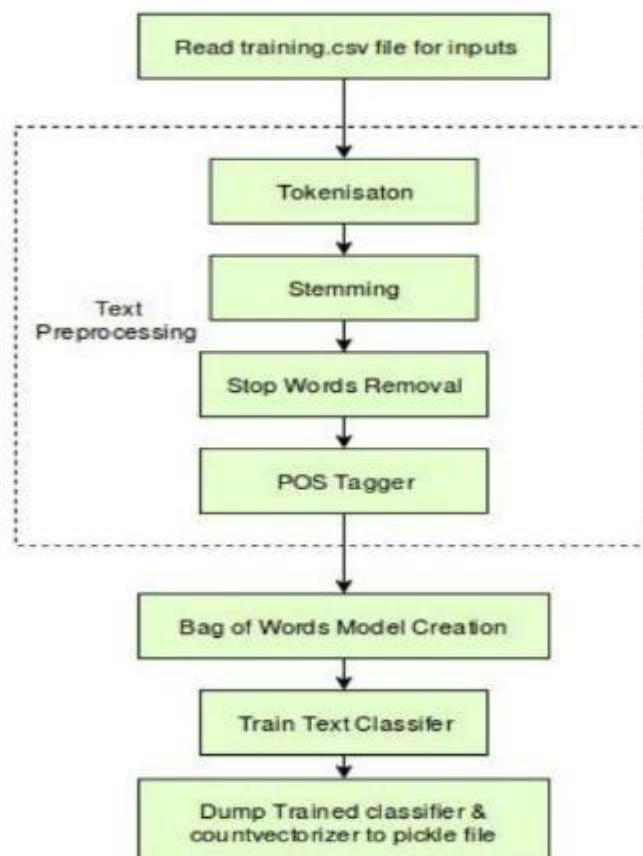 Read training.csv file for inputs
Tokenisaton
Stemming
Text
Preprocessing
Stop Words Removal
POS Tagger
Bag of Words Model Creation
Train Text Classifer
Dump Trained classifier &
countvectorizer to pickle file